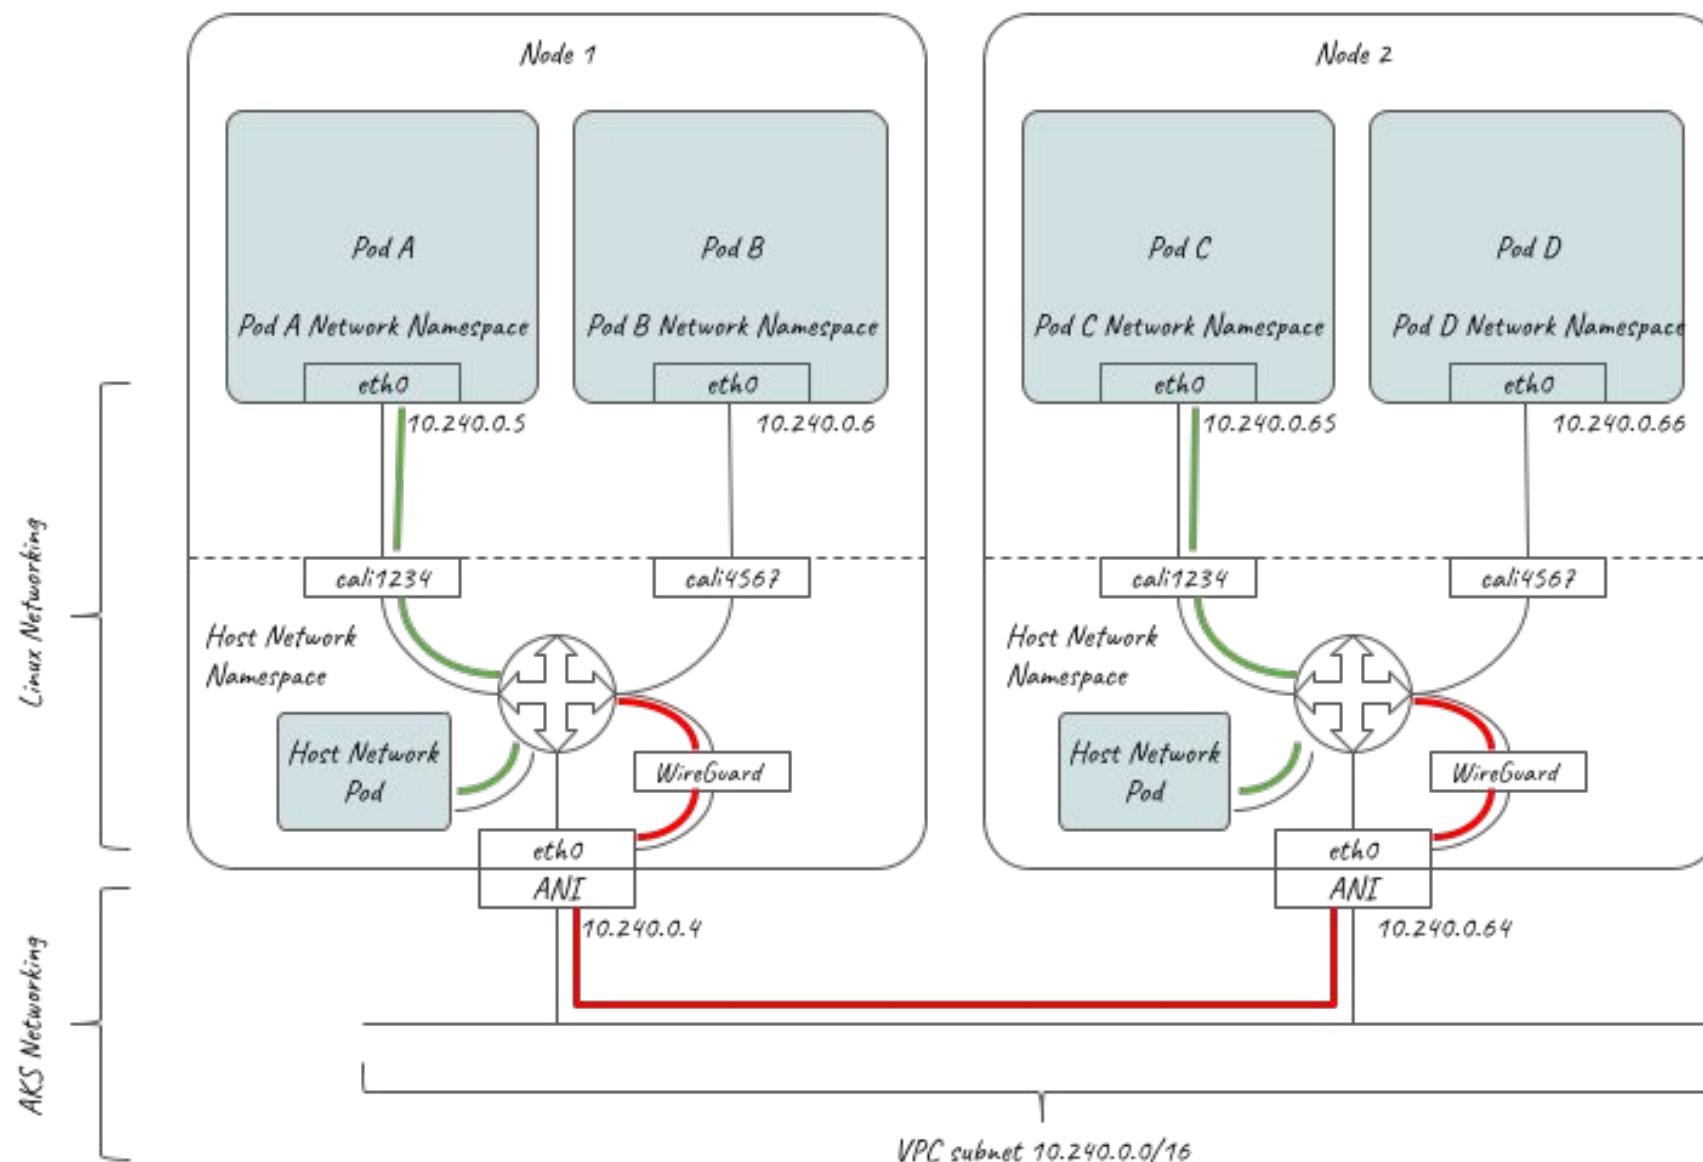 Node 1
Node 2
Pod A
Pod B
Pod C
Pod D
Pod A Network Namespace
Pod B Network Namespace
Pod C Network Namespace
Pod D Network Namespace
eth0
eth0
eth0
eth0
10.240.0.5
10.240.0.6
10.240.0.65
10.240.0.66
Linux Networking
cali1234
cali4567
cali1234
cali4567
Host Network
Namespace
Host Network
Namespace
Host Network
Pod
WireGuard
Host Network
Pod
WireGuard
eth0
ANI
eth0
ANI
10.240.0.4
10.240.0.64
AKS Networking
VPC subnet 10.240.0.0/16